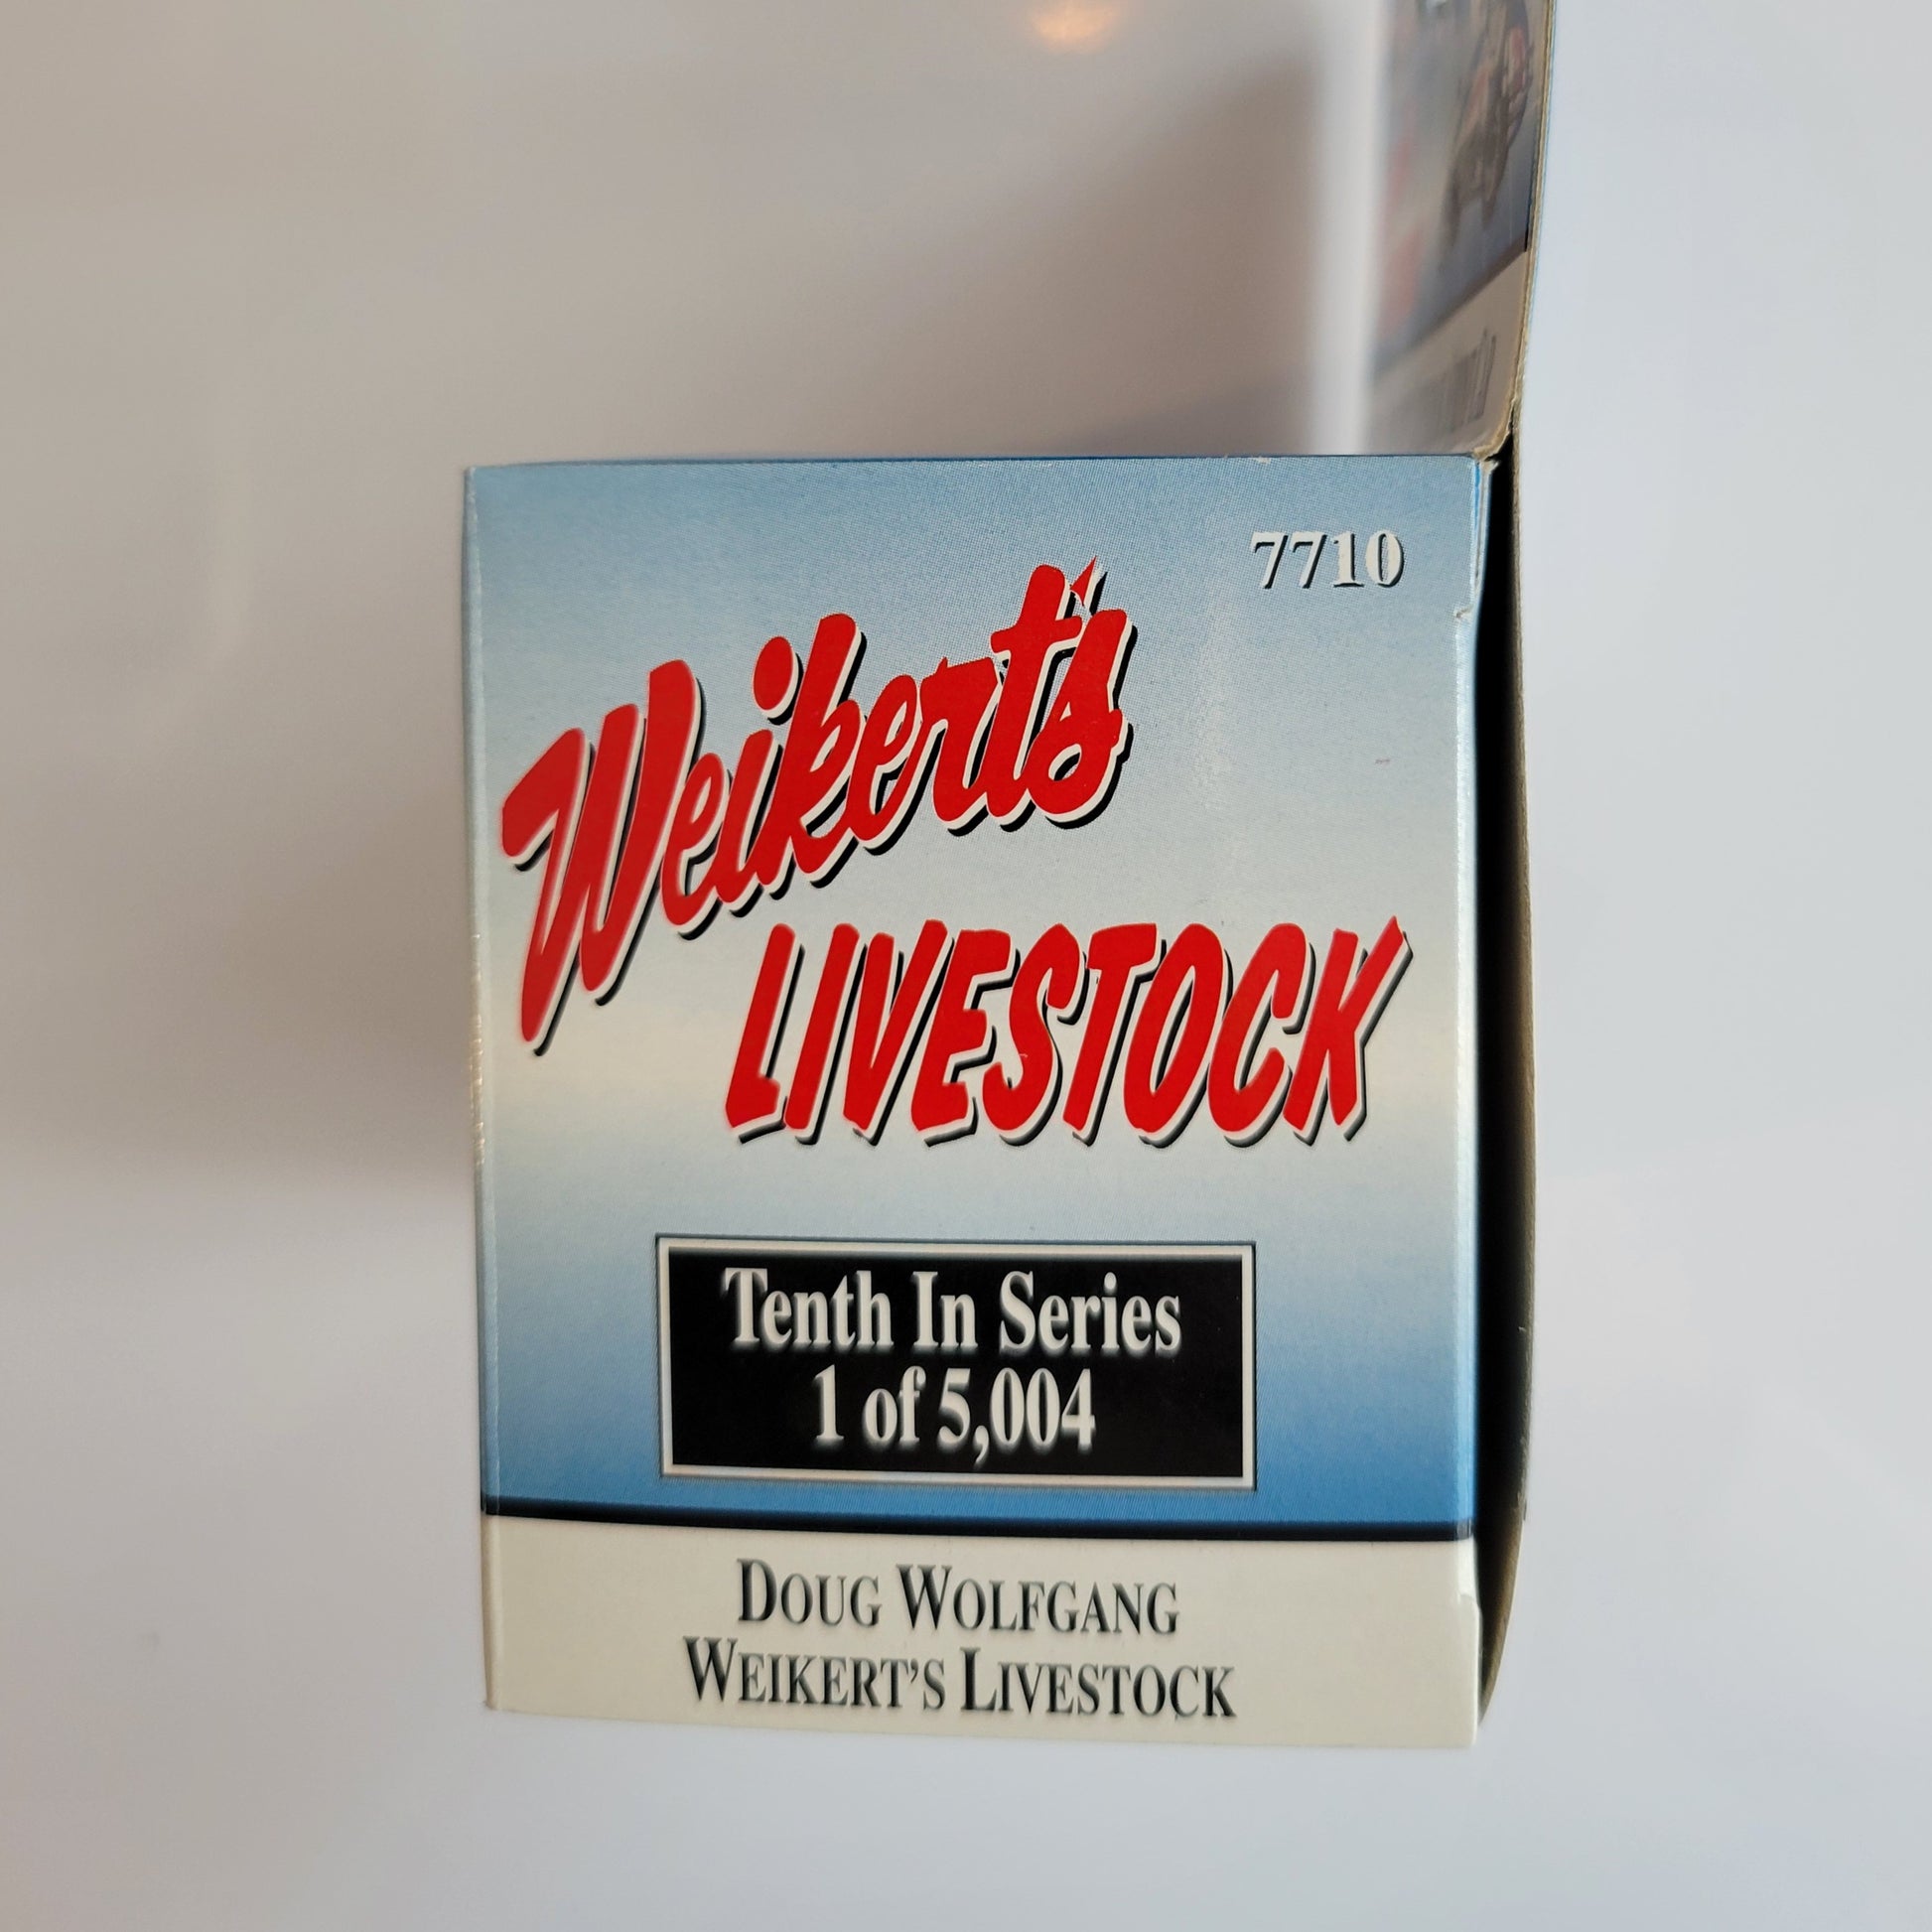 7710
Weikert's
LIVESTOCK
Tenth In Series
1 of 5,004
DOUG WOLFGANG
WEIKERT'S LIVESTOCK